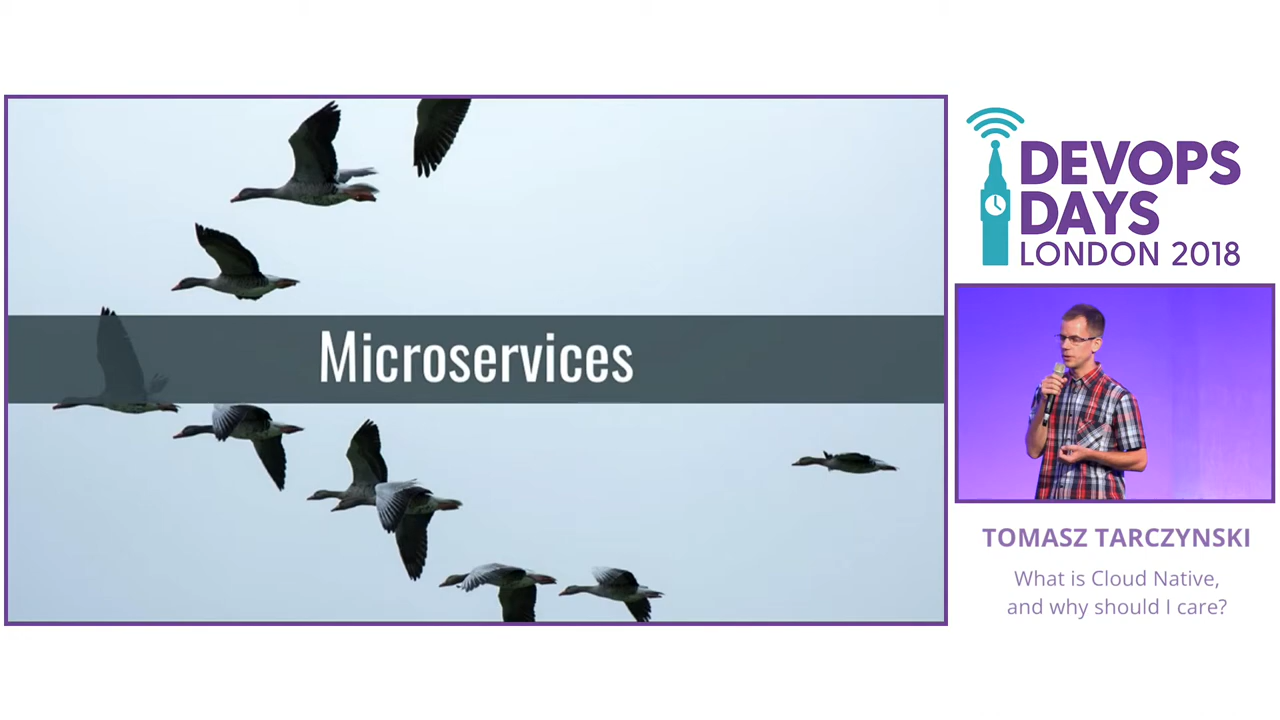 Microservices
DEVOPS
DAYS
LONDON 2018
TOMASZ TARCZYNSKI
What is Cloud Native,
and why should I care?